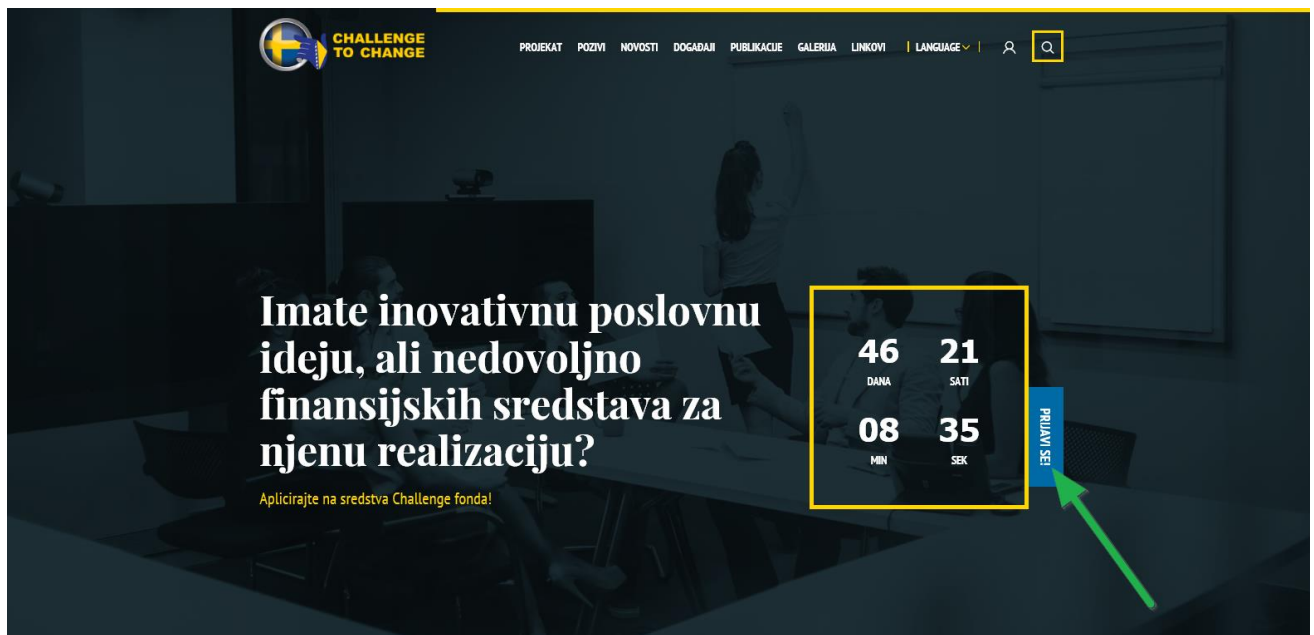 CHALLENGE
TO CHANGE
PROJEKAT POZIVI NOVOSTI DOGAĐAJI PUBLIKACIJE GALERIJA LINKOVI | LANGUAGE |
Imate inovativnu poslovnu
ideju, ali nedovoljno
finansijskih sredstava za
njenu realizaciju?
Aplicirajte na sredstva Challenge fonda!
46 21
DANA SATI
08 35
MIN SEK
PRIJAVI SE!